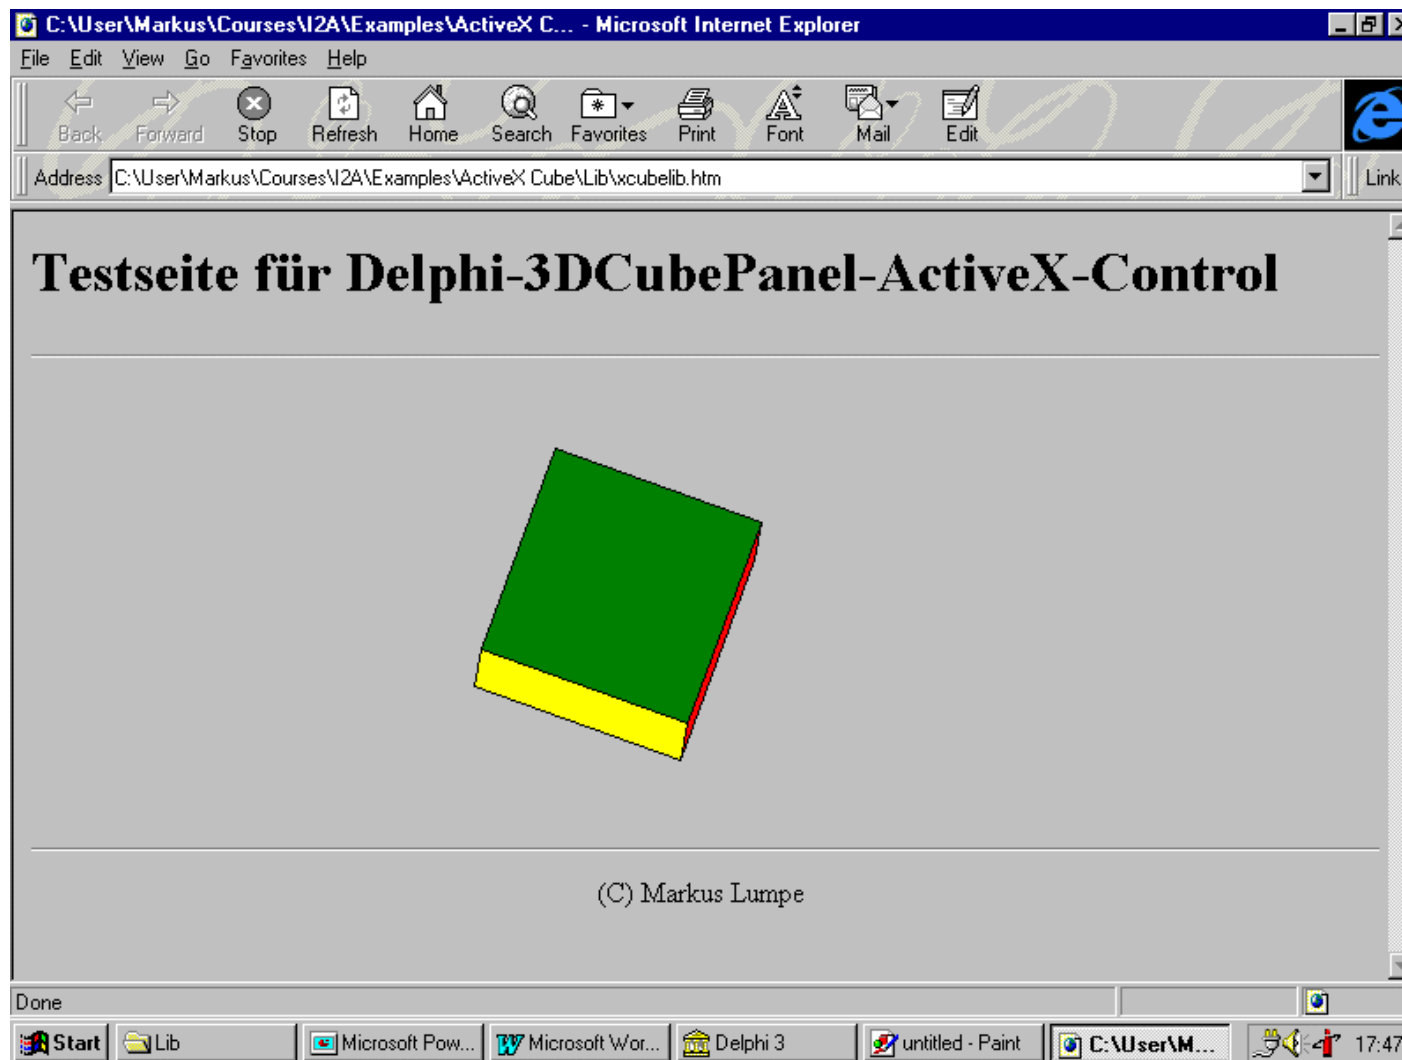 C:\User\Markus\Courses\I2A\Examples\ActiveX C... - Microsoft Internet Explorer
File Edit View Go Favorites Help
Back Forward Stop Refresh Home Search Favorites Print Font Mail Edit
Address C:\User\Markus\Courses\I2A\Examples\ActiveX Cube\Lib\xcubelib.htm Link
Testseite für Delphi-3DCubePanel-ActiveX-Control
(C) Markus Lumpe
Done
Start Lib Microsoft Pow... Microsoft Wor... Delphi 3 untitled - Paint C:\User\M... 17:47